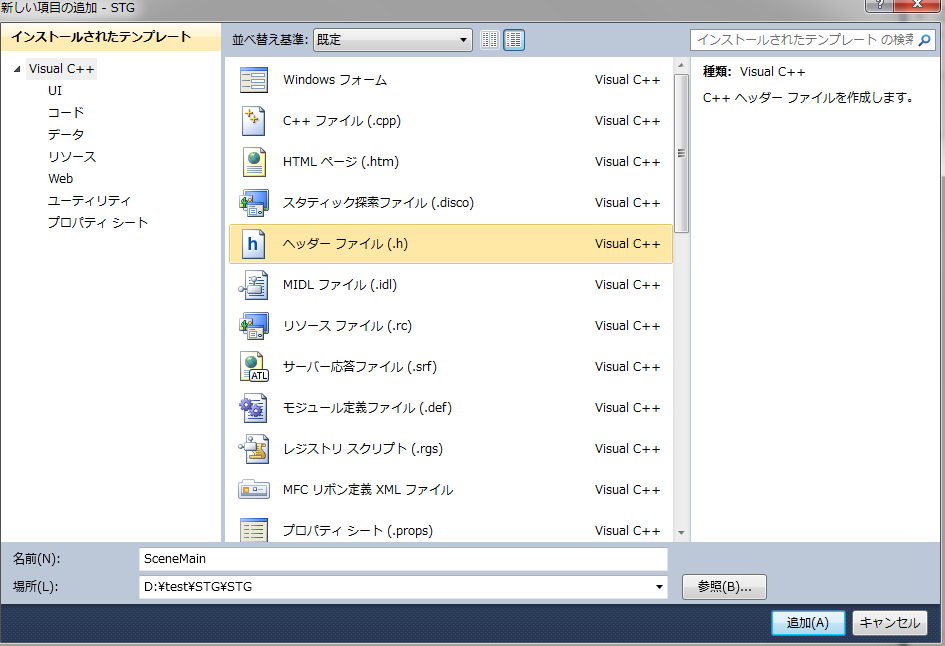 新しい項目の追加 - STG
インストールされたテンプレート
並べ替え基準:
既定
インストールされたテンプレート の検索
Visual C++
UI
コード
データ
リソース
Web
ユーティリティ
プロパティ シート
Windows フォーム Visual C++
C++ ファイル (.cpp) Visual C++
HTML ページ (.htm) Visual C++
スタティック探索ファイル (.disco) Visual C++
h ヘッダー ファイル (.h) Visual C++
MIDL ファイル (.idl) Visual C++
リソース ファイル (.rc) Visual C++
ATL サーバー応答ファイル (.srf) Visual C++
モジュール定義ファイル (.def) Visual C++
レジストリ スクリプト (.rgs) Visual C++
MFC リボン定義 XML ファイル Visual C++
プロパティ シート (.props) Visual C++
種類: Visual C++
C++ ヘッダー ファイルを作成します。
名前(N): SceneMain
場所(L): D:¥test¥STG¥STG
参照(B)...
追加(A) キャンセル